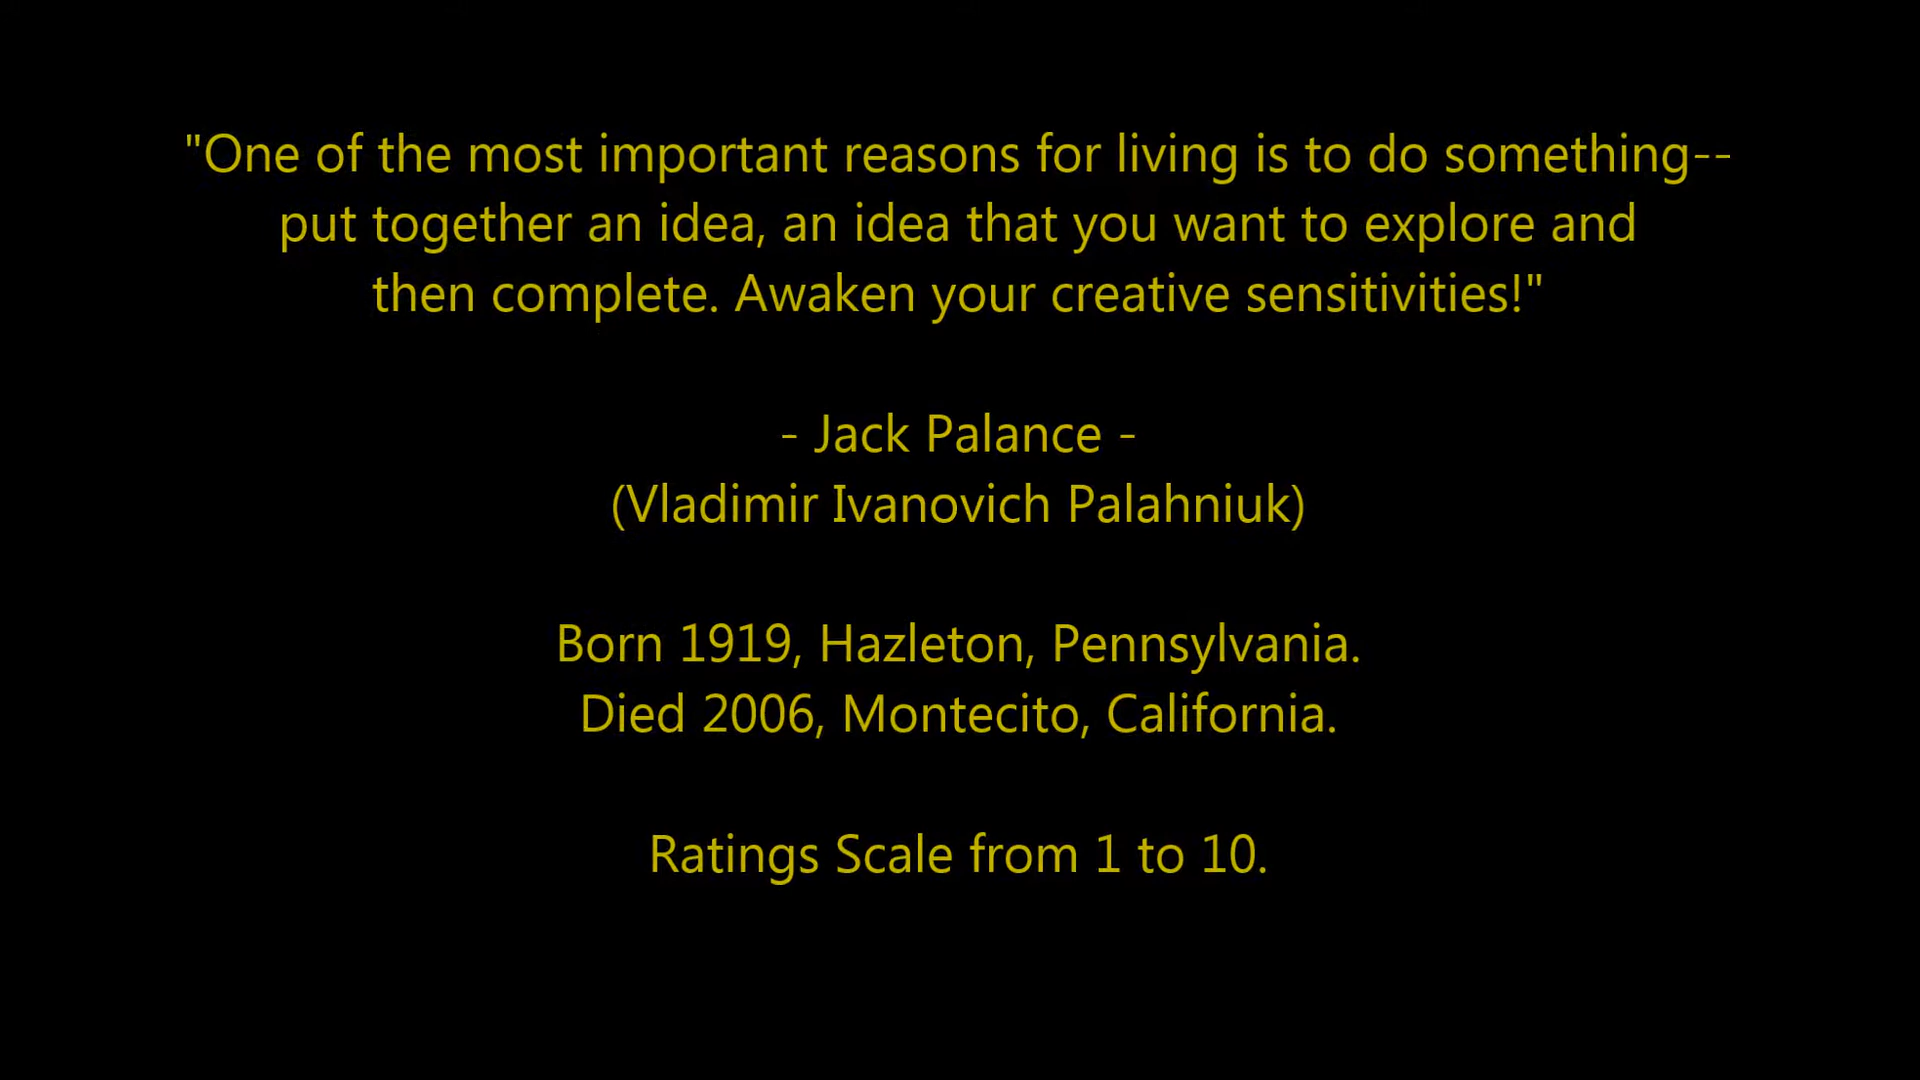 "One of the most important reasons for living is to do something--
put together an idea, an idea that you want to explore and
then complete. Awaken your creative sensitivities!"
- Jack Palance -
(Vladimir Ivanovich Palahniuk)
Born 1919, Hazleton, Pennsylvania.
Died 2006, Montecito, California.
Ratings Scale from 1 to 10.